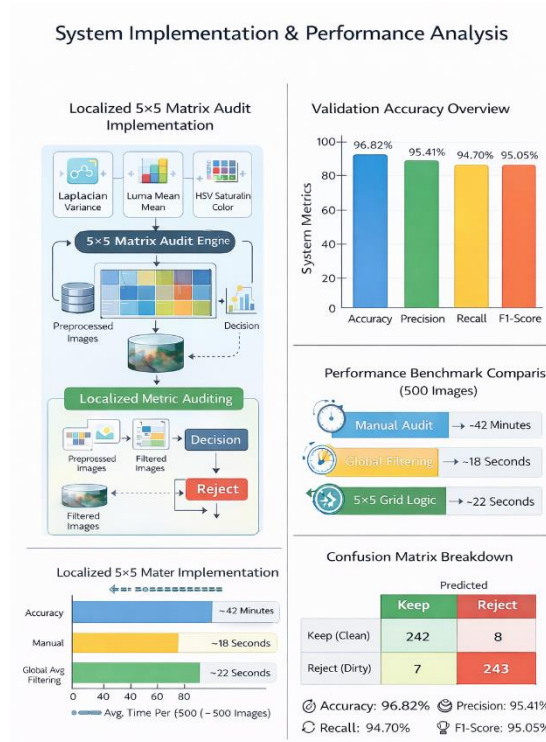 System Implementation & Performance Analysis
Localized 5×5 Matrix Audit
Implementation
Laplacian
Variance
Luma Mean
Mean
HSV Saturalin
Color
5×5 Matrix Audit Engne
Preprocessed
Images
Decision
Localized Metric Auditing
Preprossed
Images
Filtered
Images
Decision
Reject
Filtered
Images
Validation Accuracy Overview
System Metrics
100
80
60
40
20
0
96.82%
95.41%
94.70%
95.05%
Accuracy
Precision
Recall
F1-Score
Performance Benchmark Comparis
(500 Images)
Manual Audit
~42 Minutes
Global Filtering
~18 Seconds
5×5 Grid Logic
~22 Seconds
Localized 5×5 Mater Implementation
Accuracy
~42 Minutes
Manual
~18 Seconds
Global Avg
Filtering
~22 Seconds
0
40
60
40
80
Avg. Time Per f500 (~500 Images)
Confusion Matrix Breakdown
Predicted
Keep
Reject
Keep (Clean)
242
8
Reject (Dirty)
7
243
Accuracy: 96.82%
Precision: 95.41%
Recall: 94.70%
F1-Score: 95.05%